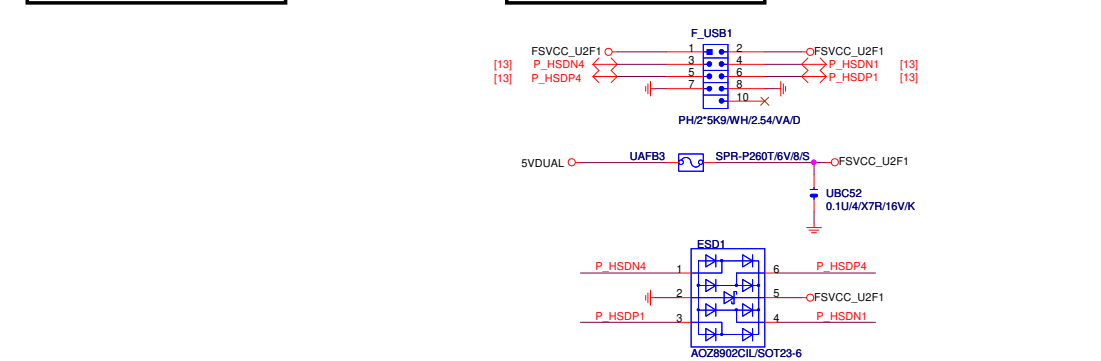 F_USB1
FSVCC_U2F1 1 2 FSVCC_U2F1
[13] P_HSDN4 3 4 P_HSDN1 [13]
[13] P_HSDP4 5 6 P_HSDP1 [13]
7 8
10
PH/2*5K9/WH/2.54/VA/D
5VDUAL UAFB3 SPR-P260T/6V/8/S FSVCC_U2F1
UBC52
0.1U/4/X7R/16V/K
ESD1
P_HSDN4 1 6 P_HSDP4
2 5 FSVCC_U2F1
P_HSDP1 3 4 P_HSDN1
AOZ8902CIL/SOT23-6